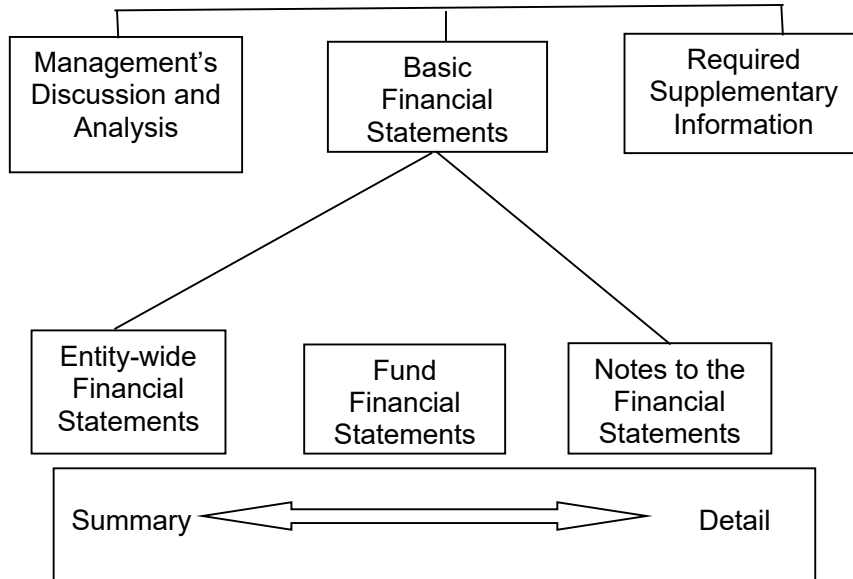 Management’s
Discussion and
Analysis
Basic
Financial
Statements
Required
Supplementary
Information
Entity-wide
Financial
Statements
Fund
Financial
Statements
Notes to the
Financial
Statements
Summary
Detail